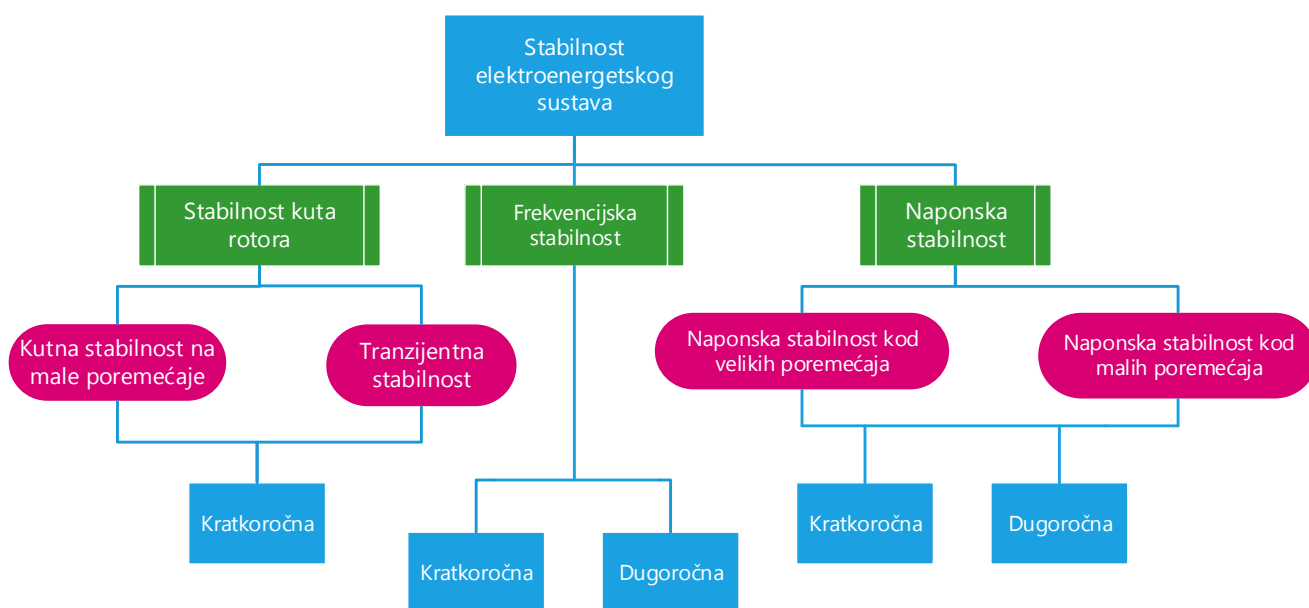 Stabilnost
elektroenergetskog
sustava
Stabilnost kuta
rotora
Frekvencijska
stabilnost
Naponska
stabilnost
Kutna stabilnost na
male poremećaje
Tranzijentna
stabilnost
Naponska stabilnost kod
velikih poremećaja
Naponska stabilnost kod
malih poremećaja
Kratkoročna
Kratkoročna
Dugoročna
Kratkoročna
Dugoročna